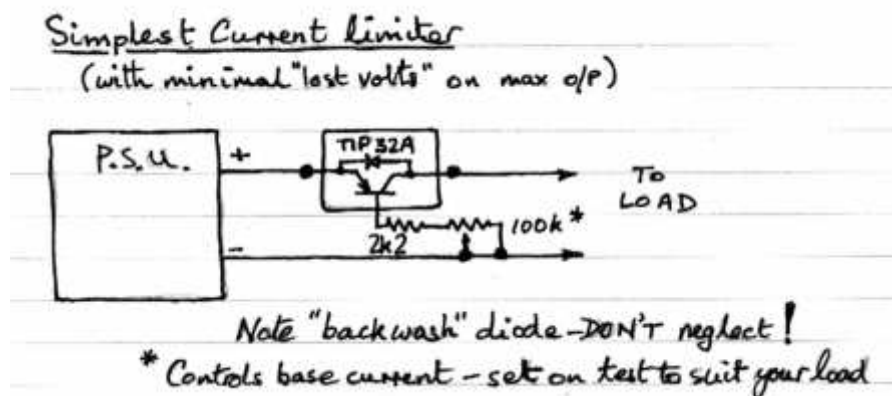 Simplest Current limiter
(with minimal "lost volts" on max o/p)
P.S.U.
+
TIP 32A
TO
LOAD
100k *
2k2
-
Note "backwash" diode - DON'T neglect!
* Controls base current - set on test to suit your load